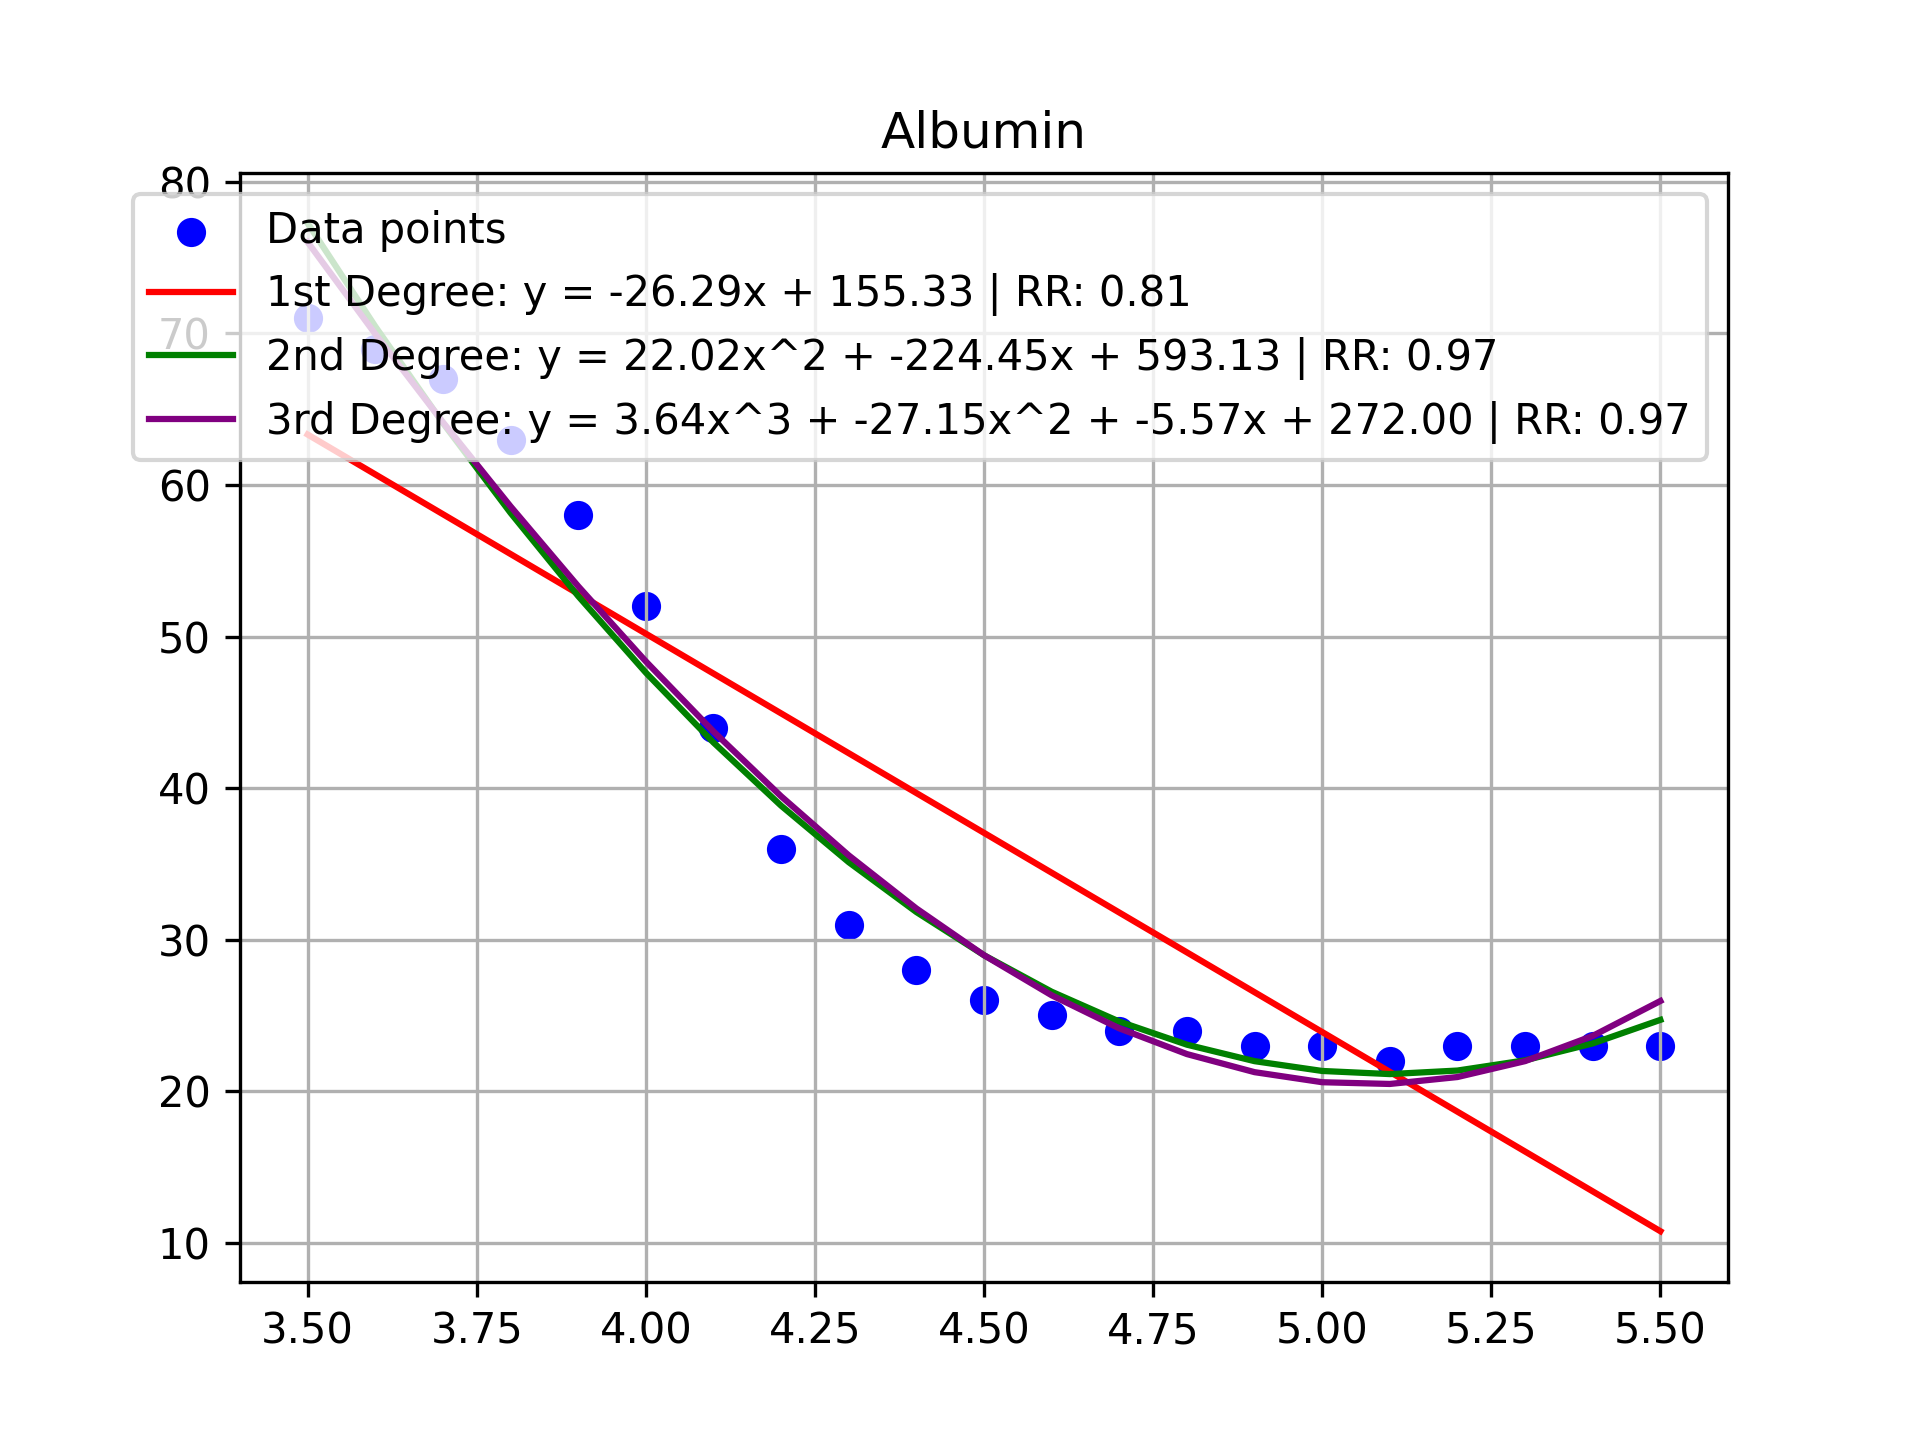 Albumin
80
Data points
1st Degree: y = -26.29x + 155.33 | RR: 0.81
70
2nd Degree: y = 22.02x^2 + -224.45x + 593.13 | RR: 0.97
3rd Degree: y = 3.64x^3 + -27.15x^2 + -5.57x + 272.00 | RR: 0.97
60
50
40
30
20
10
3.50 3.75 4.00 4.25 4.50 4.75 5.00 5.25 5.50